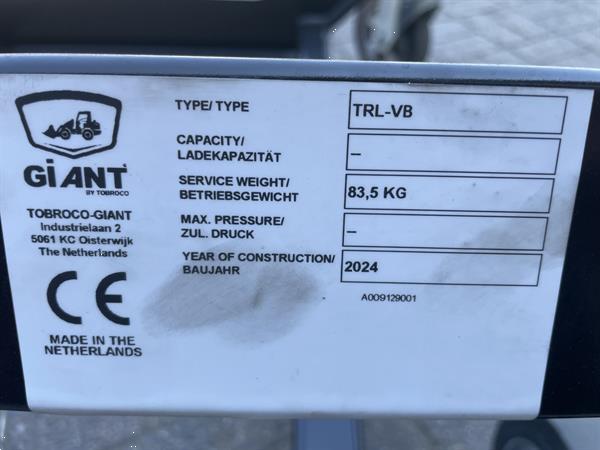 GiANT
BY TOBROCO
TOBROCO-GIANT
Industrielaan 2
5061 KC Oisterwijk
The Netherlands
CE
MADE IN THE
NETHERLANDS
TYPE/ TYPE
TRL-VB
CAPACITY/
LADEKAPAZITÄT
–
SERVICE WEIGHT/
BETRIEBSGEWICHT
83,5 KG
MAX. PRESSURE/
ZUL. DRUCK
–
YEAR OF CONSTRUCTION/
BAUJAHR
2024
A009129001